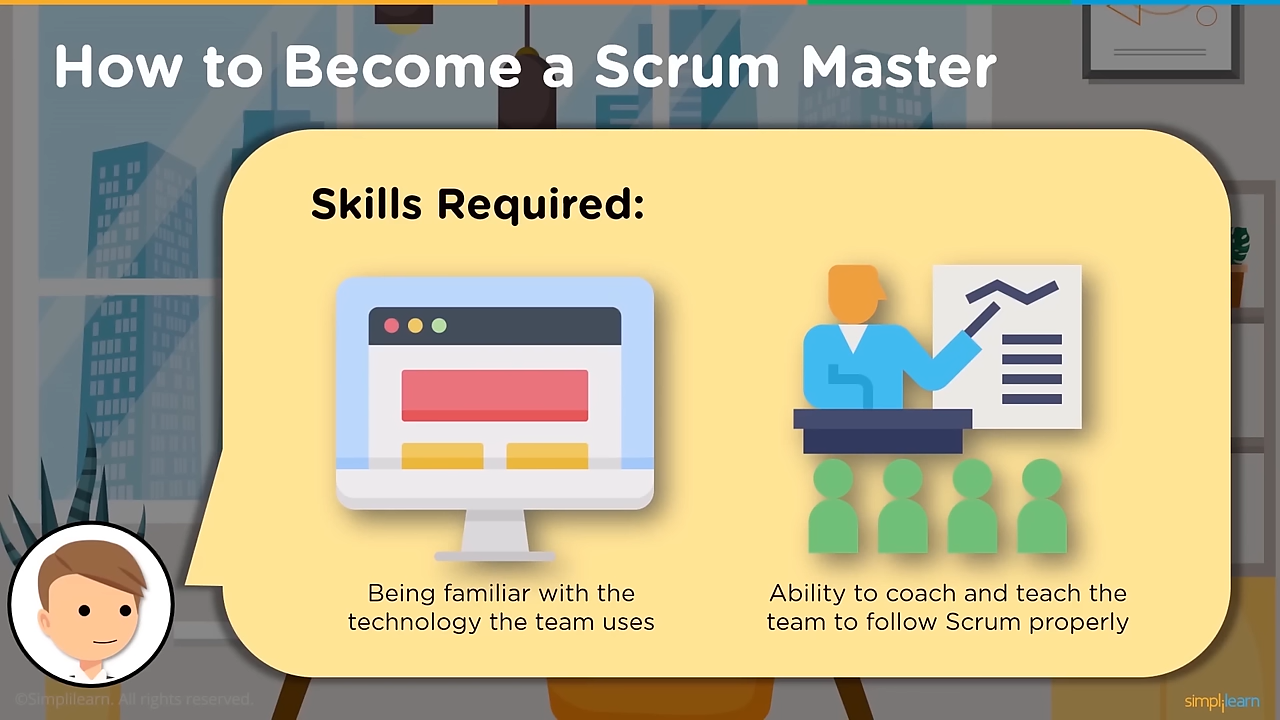 How to Become a Scrum Master
Skills Required:
Being familiar with the
technology the team uses
Ability to coach and teach the
team to follow Scrum properly
©Simplilearn. All rights reserved.
simplilearn